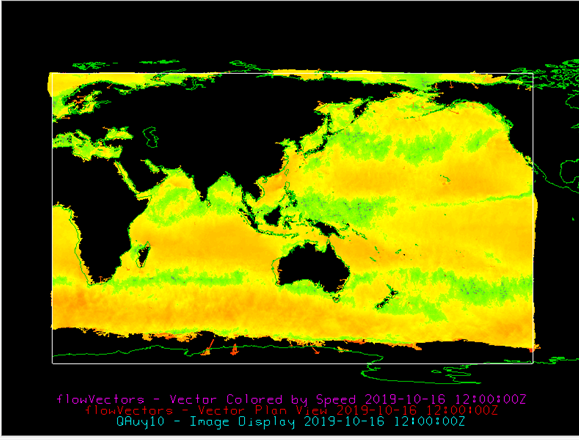 flowVectors - Vector Colored by Speed 2019-10-16 12:00:00Z
flowVectors - Vector Plan View 2019-10-16 12:00:00Z
QAuy10 - Image Display 2019-10-16 12:00:00Z